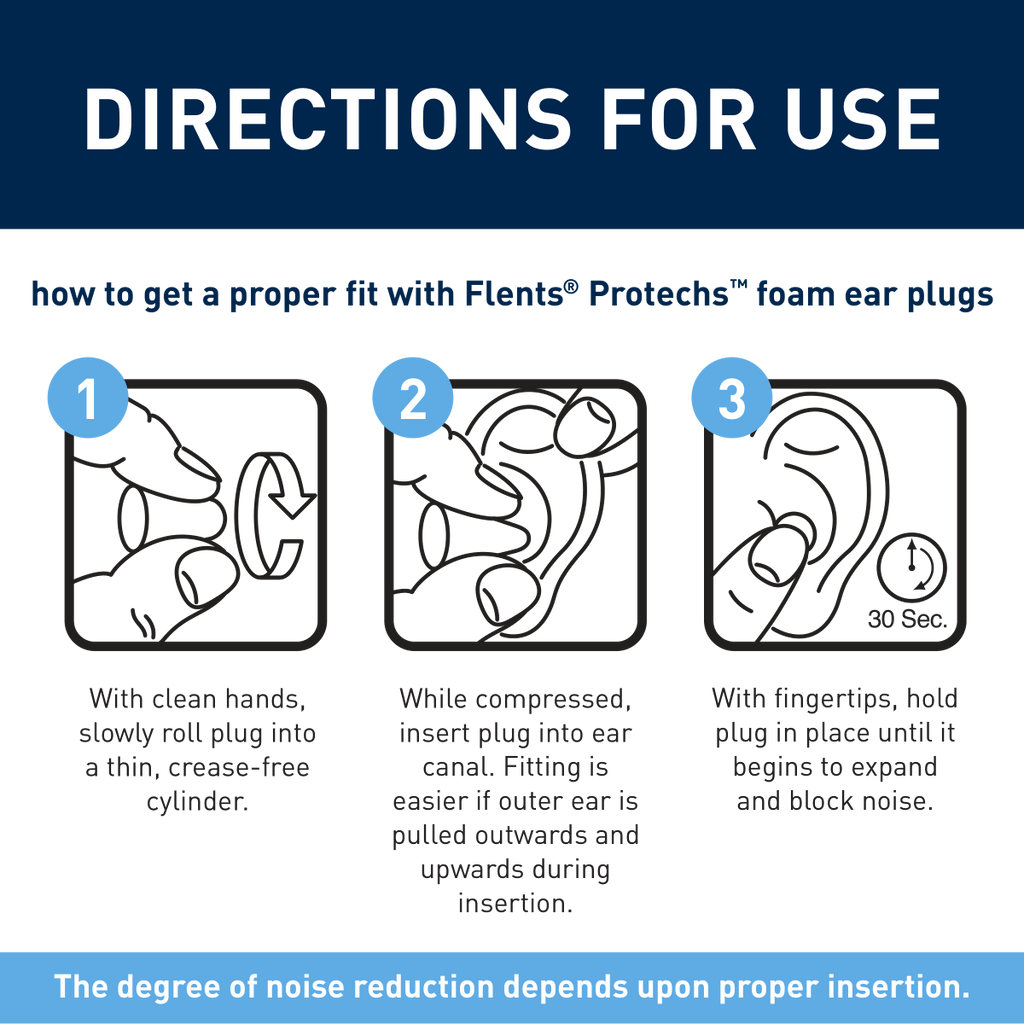 DIRECTIONS FOR USE
how to get a proper fit with Flents® Protechs™ foam ear plugs
1
2
3
30 Sec.
With clean hands,
slowly roll plug into
a thin, crease-free
cylinder.
While compressed,
insert plug into ear
canal. Fitting is
easier if outer ear is
pulled outwards and
upwards during
insertion.
With fingertips, hold
plug in place until it
begins to expand
and block noise.
The degree of noise reduction depends upon proper insertion.